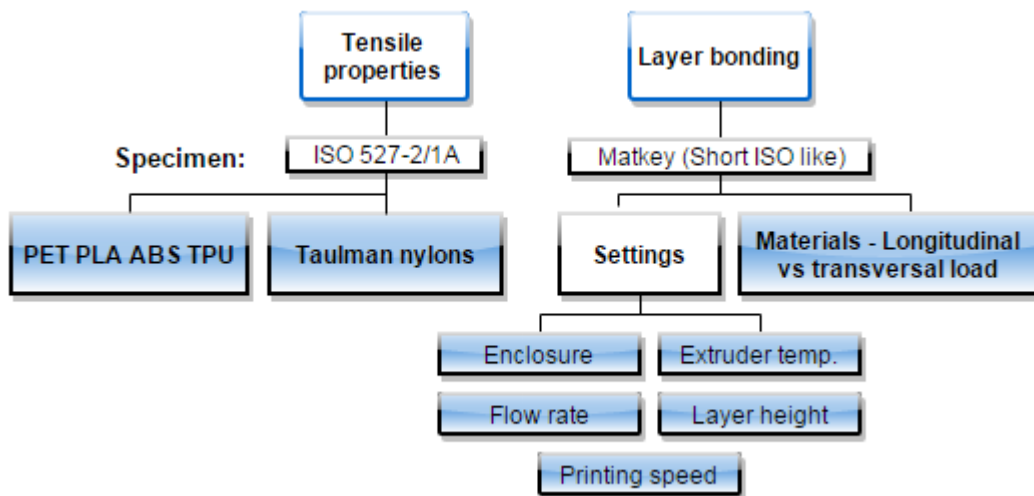 Tensile
properties
Layer bonding
Specimen:
ISO 527-2/1A
Matkey (Short ISO like)
PET PLA ABS TPU
Taulman nylons
Settings
Materials - Longitudinal
vs transversal load
Enclosure
Extruder temp.
Flow rate
Layer height
Printing speed